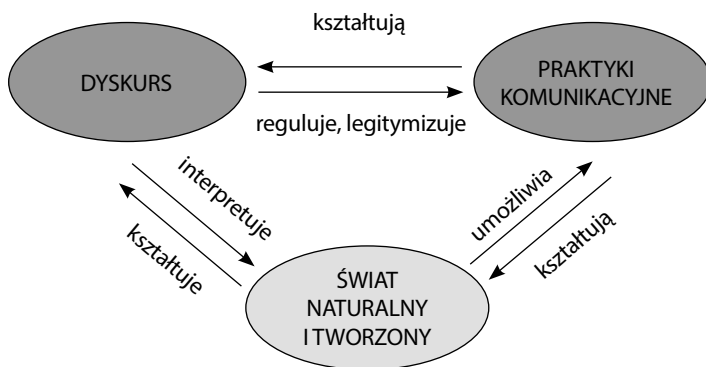 kształtują
DYSKURS
PRAKTYKI
KOMUNIKACYJNE
reguluje, legitymizuje
interpretuje
kształtuje
umożliwia
kształtują
ŚWIAT
NATURALNY
I TWORZONY